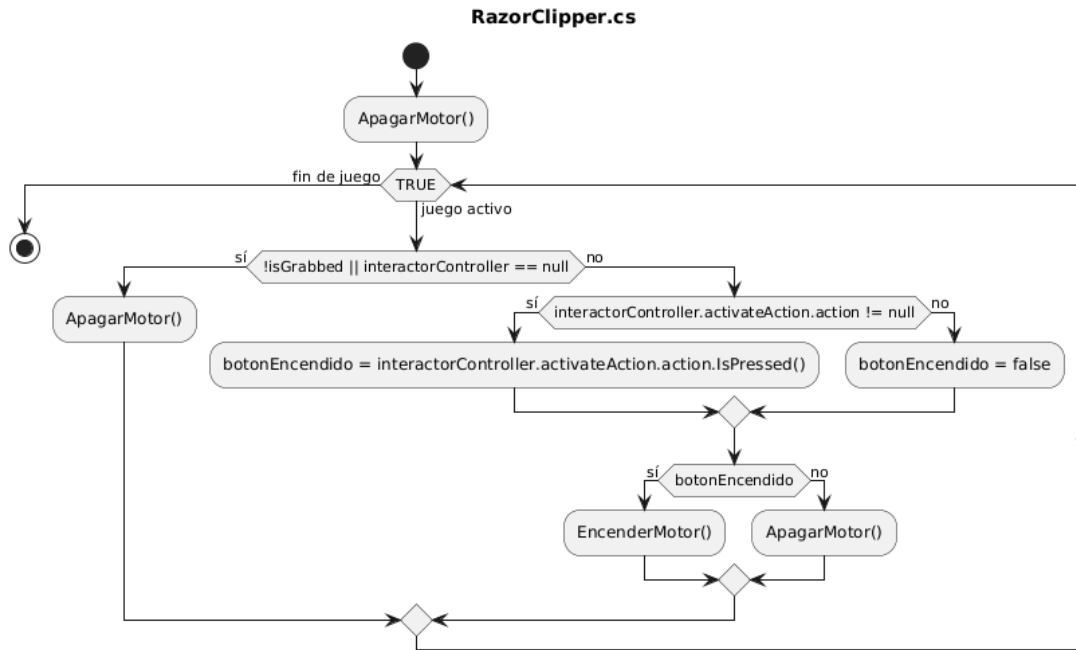 RazorClipper.cs
ApagarMotor()
fin de juego
TRUE
juego activo
sí
!isGrabbed || interactorController == null
no
ApagarMotor()
sí
interactorController.activateAction.action != null
no
botonEncendido = interactorController.activateAction.action.IsPressed()
botonEncendido = false
sí
botonEncendido
no
EncenderMotor()
ApagarMotor()